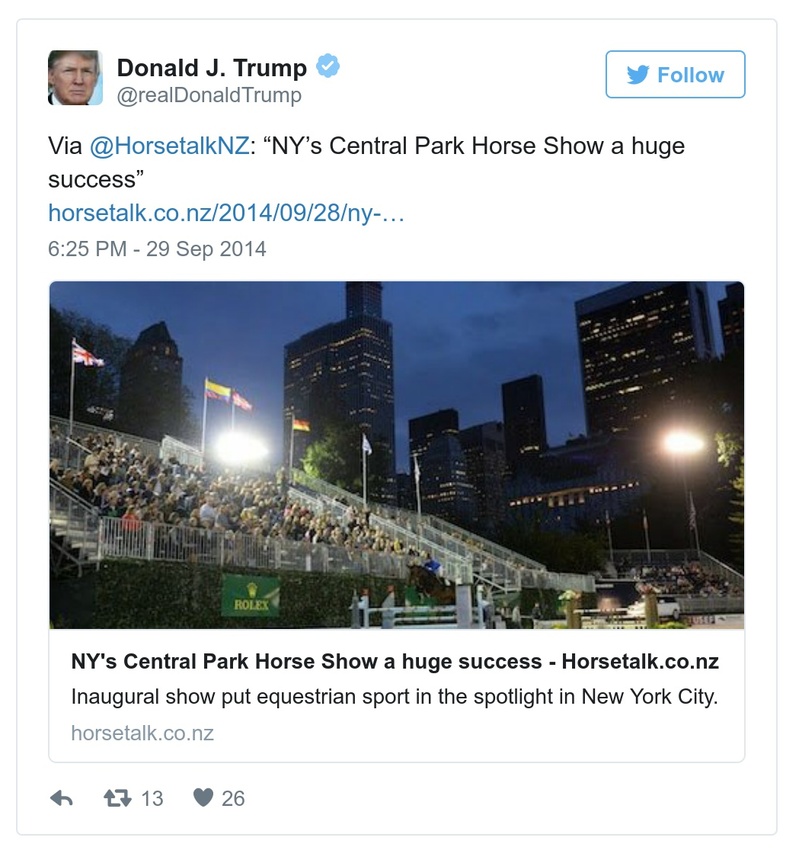 Donald J. Trump
Follow
@realDonaldTrump
Via @HorsetalkNZ: “NY’s Central Park Horse Show a huge
success”
horsetalk.co.nz/2014/09/28/ny-…
6:25 PM - 29 Sep 2014
ROLEX
NY's Central Park Horse Show a huge success - Horsetalk.co.nz
Inaugural show put equestrian sport in the spotlight in New York City.
horsetalk.co.nz
13 26